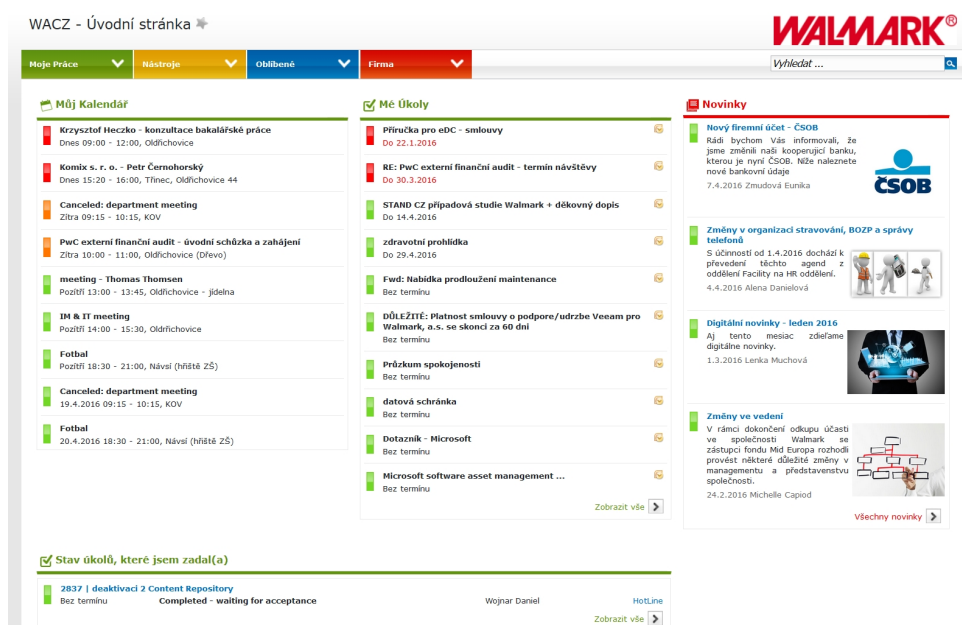 WACZ - Úvodní stránka
WALMARK®
Moje Práce
Nástroje
Oblíbené
Firma
Vyhledat ...
Můj Kalendář
Krzysztof Heczko - konzultace bakalářské práce
Dnes 09:00 - 12:00, Oldřichovice
Komix s. r. o. - Petr Černohorský
Dnes 15:20 - 16:00, Třinec, Oldřichovice 44
Canceled: department meeting
Zítra 09:15 - 10:15, KOV
PwC externí finanční audit - úvodní schůzka a zahájení
Zítra 10:00 - 11:00, Oldřichovice (Dřevo)
meeting - Thomas Thomsen
Pozítří 13:00 - 13:45, Oldřichovice - jídelna
IM & IT meeting
Pozítří 14:00 - 15:30, Oldřichovice
Fotbal
Pozítří 18:30 - 21:00, Návsí (hřiště ZŠ)
Canceled: department meeting
19.4.2016 09:15 - 10:15, KOV
Fotbal
20.4.2016 18:30 - 21:00, Návsí (hřiště ZŠ)
Mé Úkoly
Příručka pro eDC - smlouvy
Do 22.1.2016
RE: PwC externí finanční audit - termín návštěvy
Do 30.3.2016
STAND CZ případová studie Walmark + děkovný dopis
Do 14.4.2016
zdravotní prohlídka
Do 29.4.2016
Fwd: Nabídka prodloužení maintenance
Bez termínu
DŮLEŽITÉ: Platnost smlouvy o podpore/udrzbe Veeam pro
Walmark, a.s. se skonci za 60 dni
Bez termínu
Průzkum spokojenosti
Bez termínu
datová schránka
Bez termínu
Dotazník - Microsoft
Bez termínu
Microsoft software asset management ...
Bez termínu
Zobrazit vše
Novinky
Nový firemní účet - ČSOB
Rádi bychom Vás informovali, že
jsme změnili naši kooperující banku,
kterou je nyní ČSOB. Níže naleznete
nové bankovní údaje
7.4.2016 Zmudová Eunika
ČSOB
Změny v organizaci stravování, BOZP a správy
telefonů
S účinností od 1.4.2016 dochází k
převedení těchto agend z
oddělení Facility na HR oddělení.
4.4.2016 Alena Danielová
Digitální novinky - leden 2016
Aj tento mesiac zdieľame
digitálne novinky.
1.3.2016 Lenka Muchová
Změny ve vedení
V rámci dokončení odkupu účasti
ve společnosti Walmark se
zástupci fondu Mid Europa rozhodli
provést některé důležité změny v
managementu a představenstvu
společnosti.
24.2.2016 Michelle Capiod
Všechny novinky
Stav úkolů, které jsem zadal(a)
2837 | deaktivaci 2 Content Repository
Bez termínu Completed - waiting for acceptance Wojnar Daniel HotLine
Zobrazit vše